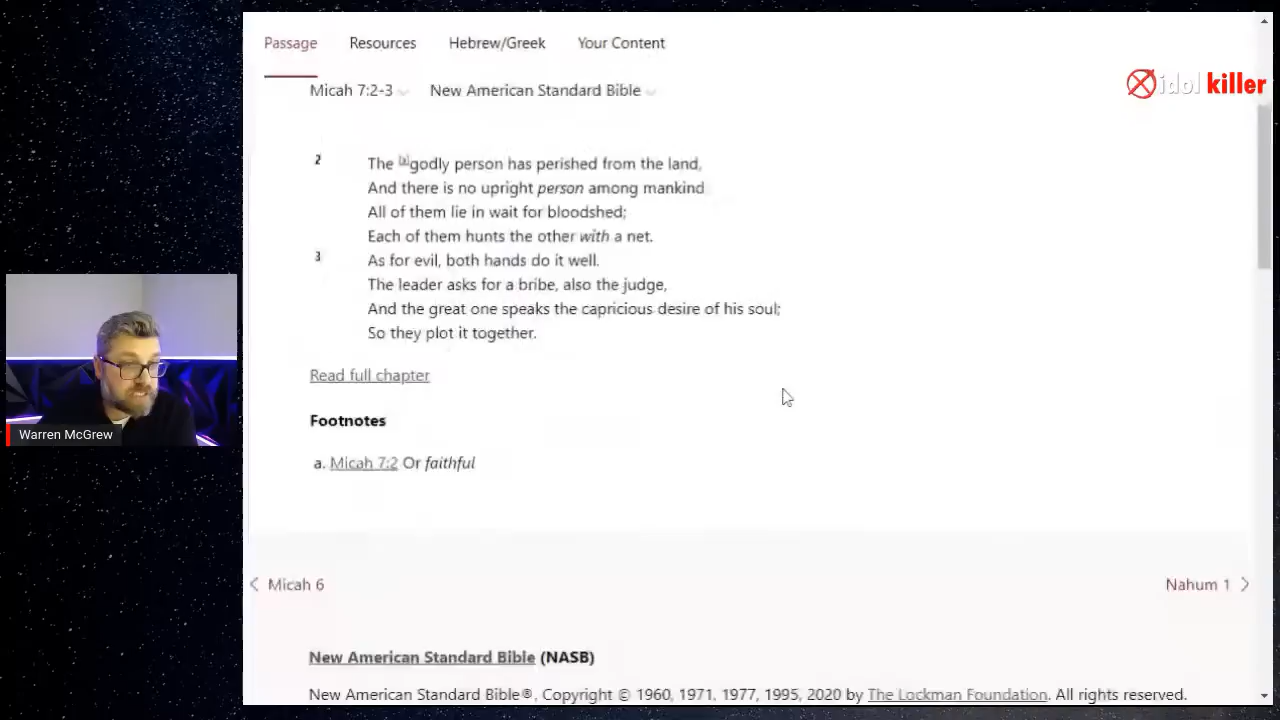 Passage Resources Hebrew/Greek Your Content
idol killer
Micah 7:2-3 New American Standard Bible
2 The [a]godly person has perished from the land,
And there is no upright person among mankind
All of them lie in wait for bloodshed;
Each of them hunts the other with a net.
3 As for evil, both hands do it well.
The leader asks for a bribe, also the judge,
And the great one speaks the capricious desire of his soul;
So they plot it together.
Read full chapter
Footnotes
a. Micah 7:2 Or faithful
Warren McGrew
Micah 6 Nahum 1
New American Standard Bible (NASB)
New American Standard Bible®, Copyright © 1960, 1971, 1977, 1995, 2020 by The Lockman Foundation. All rights reserved.